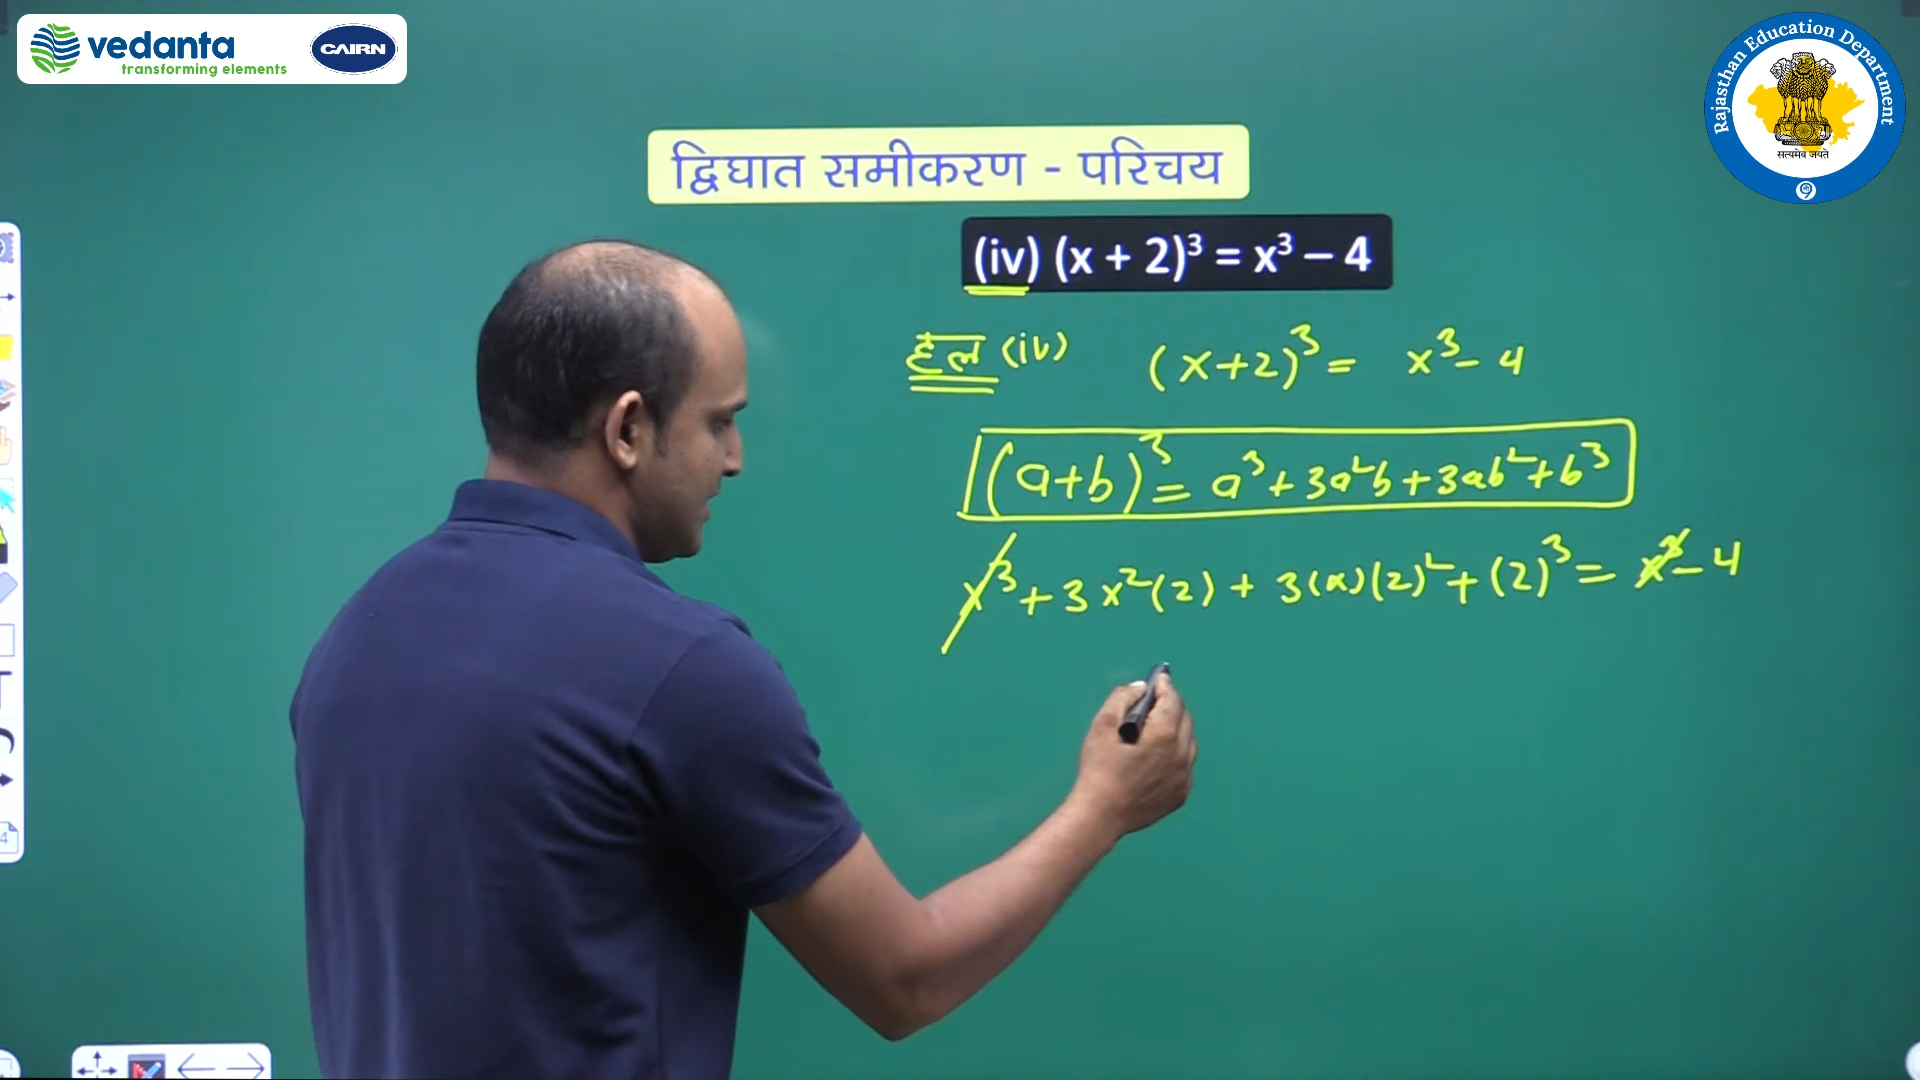 vedanta
transforming elements
CAIRN
Rajasthan Education Department
सत्यमेव जयते
द्विघात समीकरण - परिचय
(iv) (x + 2)³ = x³ – 4
हल (iv) (x+2)³ = x³ - 4
(a+b)³ = a³ + 3a²b + 3ab² + b³
x³ + 3x²(2) + 3(x)(2)² + (2)³ = x³ - 4